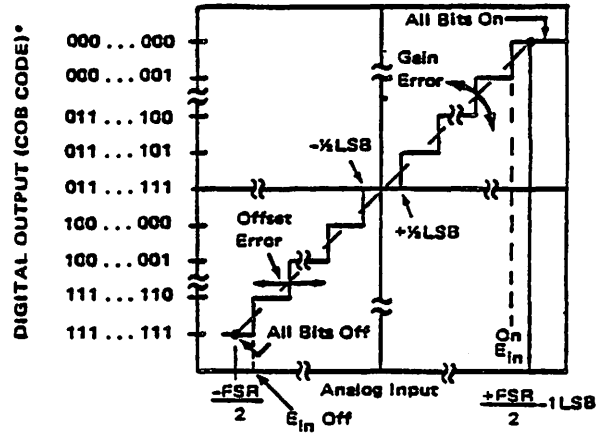 DIGITAL OUTPUT (COB CODE)*
000...000
000...001
011...100
011...101
011...111
100...000
100...001
111...110
111...111
All Bits On
Gain
Error
-½LSB
+½LSB
Offset
Error
All Bits Off
On
Ein
Analog Input
-FSR
2
Ein Off
+FSR
2
-1LSB